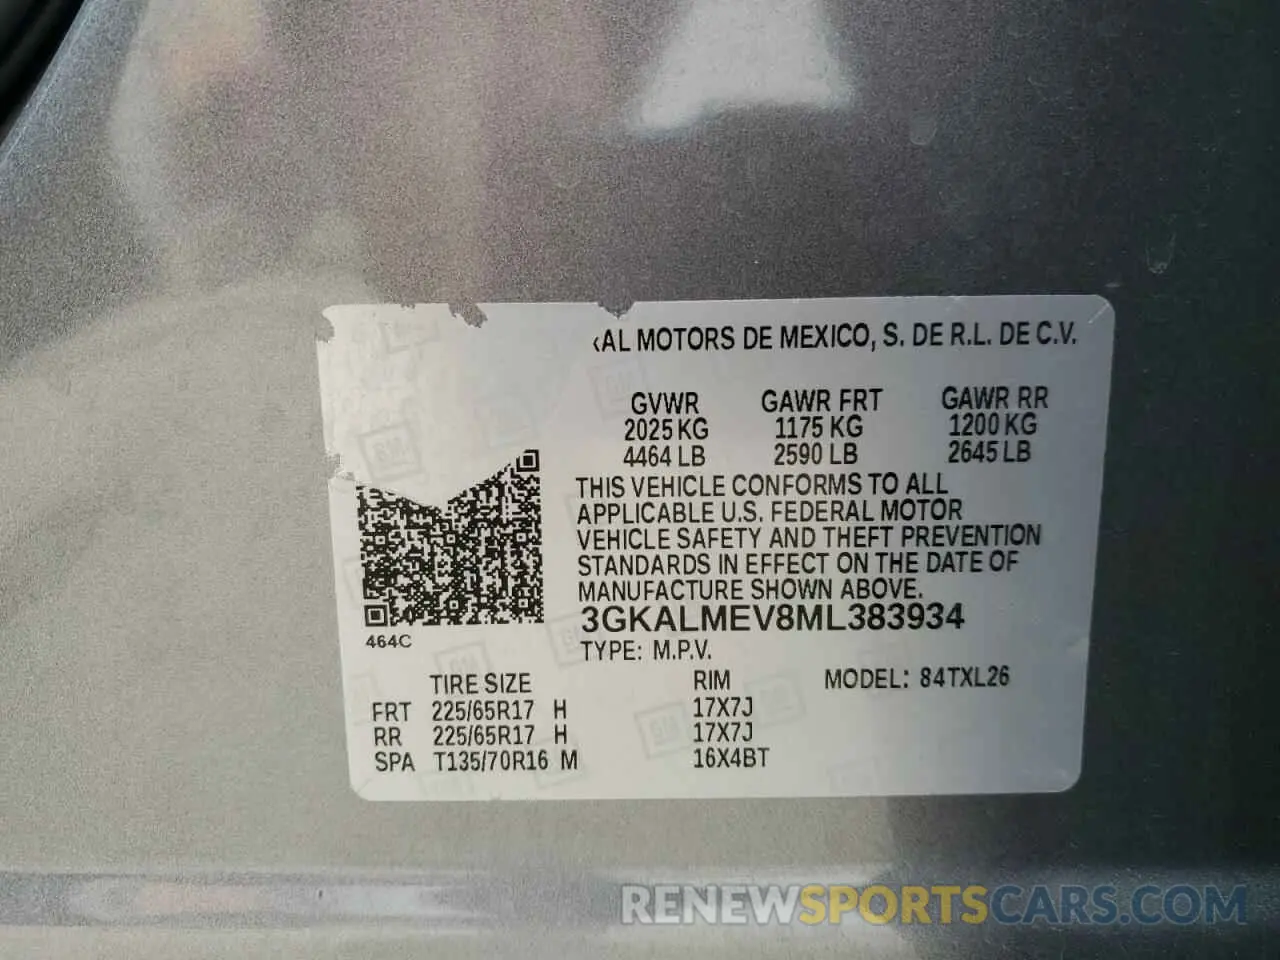 AL MOTORS DE MEXICO, S. DE R.L. DE C.V.
GVWR GAWR FRT GAWR RR
2025 KG 1175 KG 1200 KG
4464 LB 2590 LB 2645 LB
THIS VEHICLE CONFORMS TO ALL
APPLICABLE U.S. FEDERAL MOTOR
VEHICLE SAFETY AND THEFT PREVENTION
STANDARDS IN EFFECT ON THE DATE OF
MANUFACTURE SHOWN ABOVE.
3GKALMEV8ML383934
464C
TYPE: M.P.V.
TIRE SIZE RIM MODEL: 84TXL26
FRT 225/65R17 H 17X7J
RR 225/65R17 H 17X7J
SPA T135/70R16 M 16X4BT
RENEWSPORTSCARS.COM